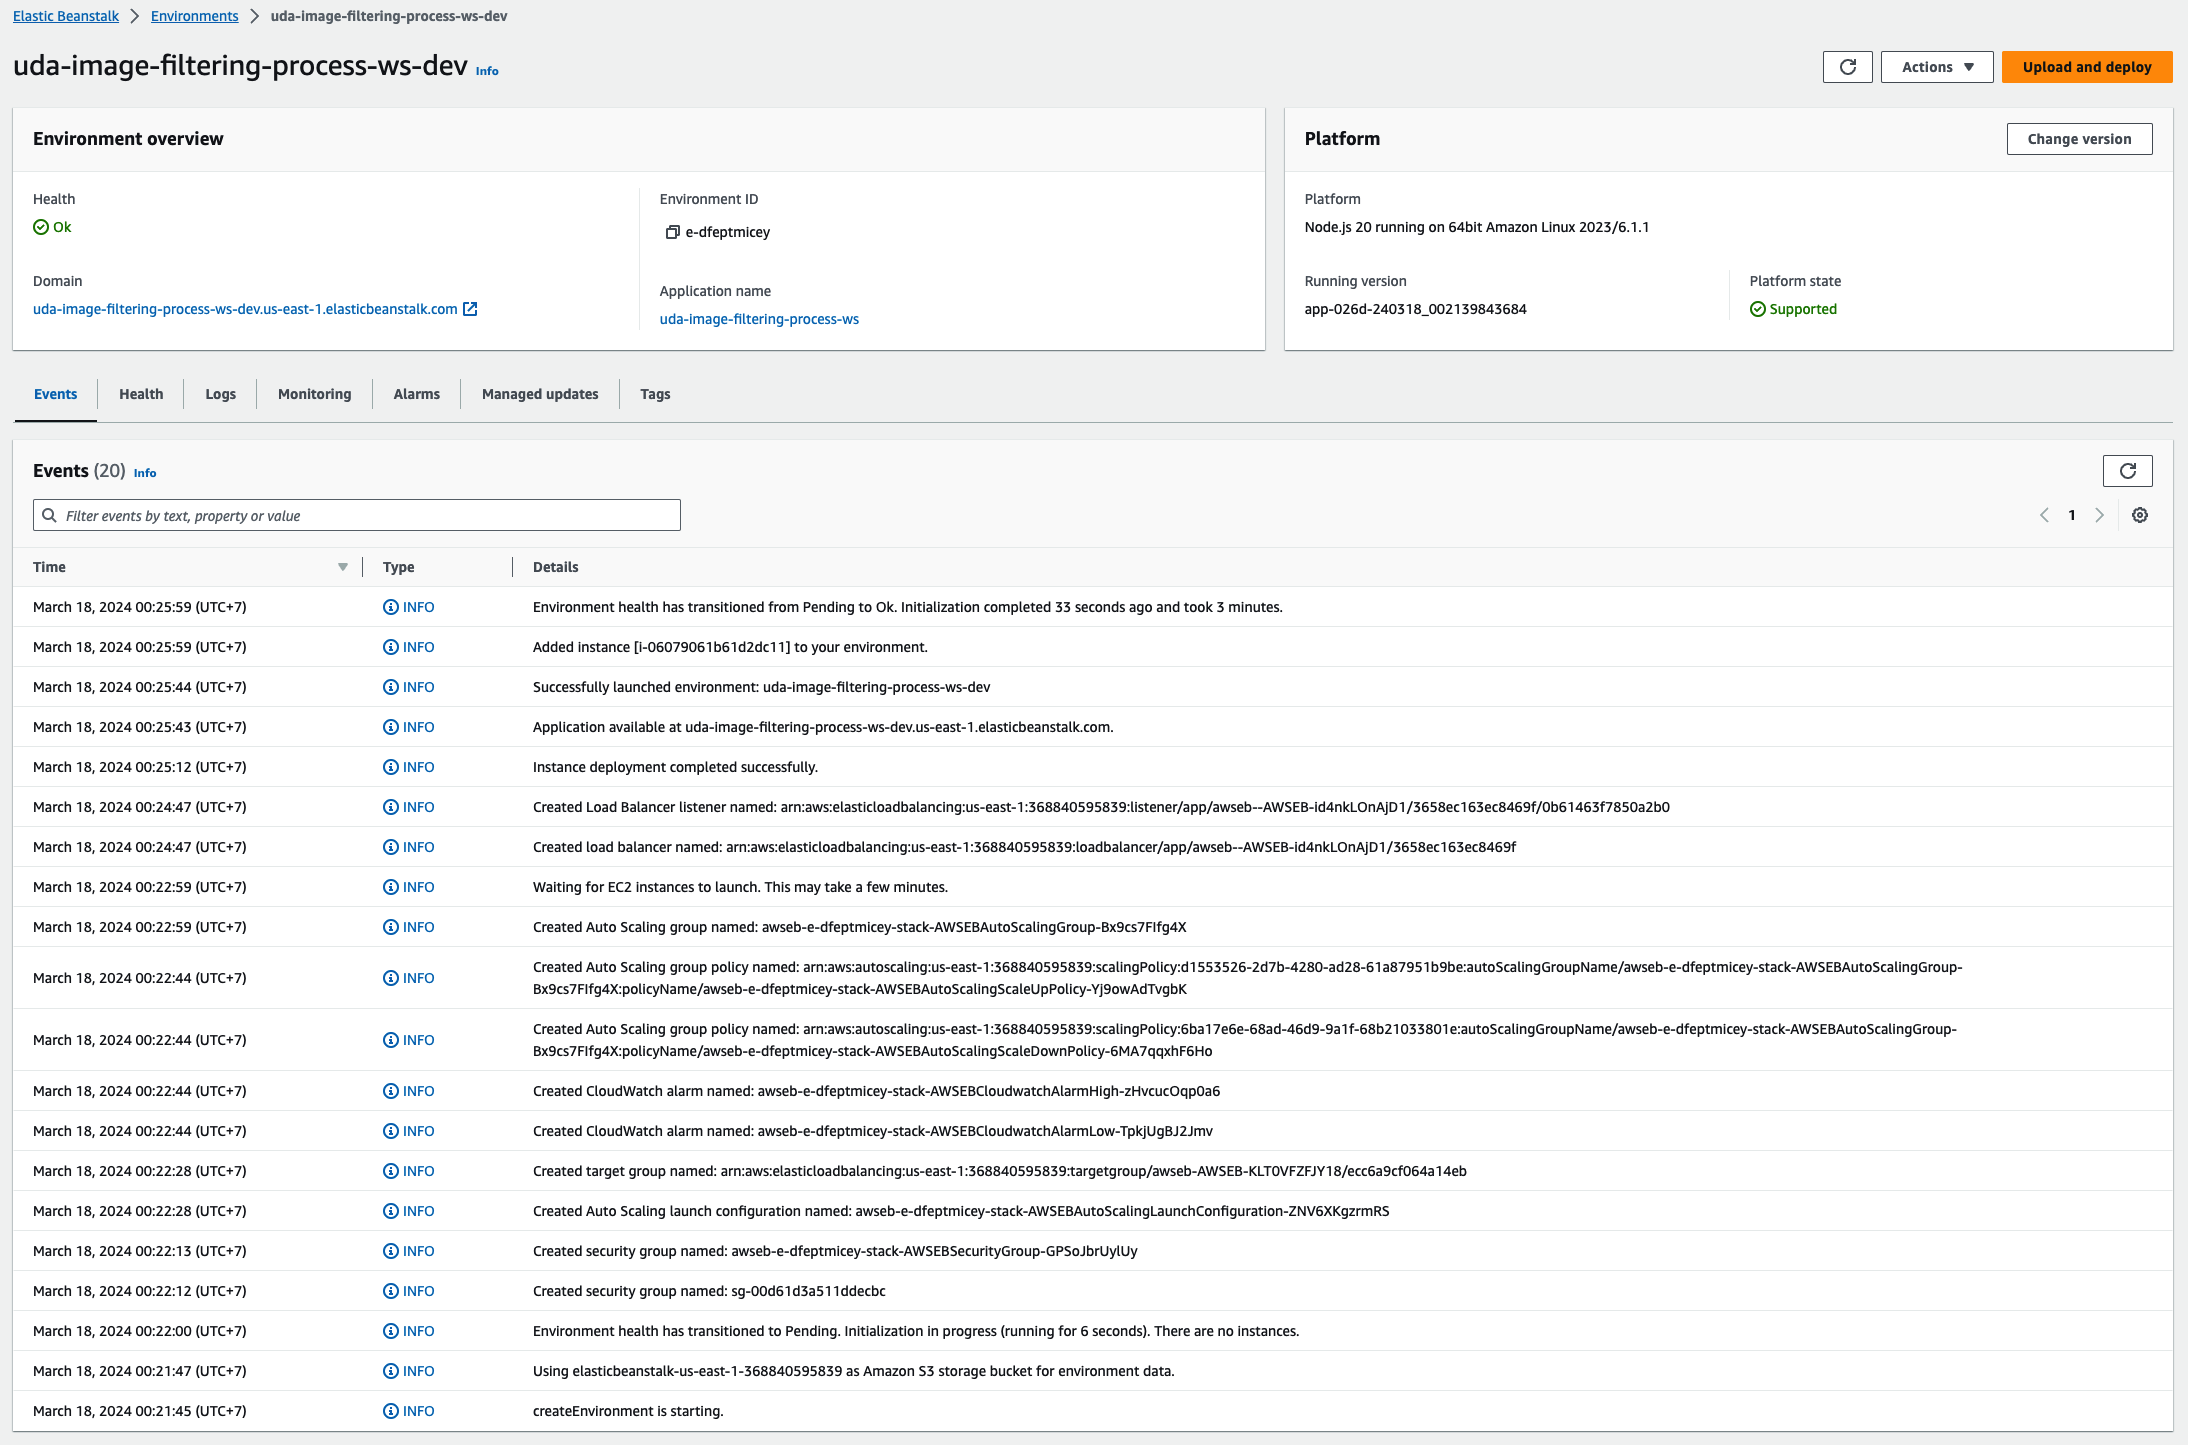 Elastic Beanstalk > Environments > uda-image-filtering-process-ws-dev
uda-image-filtering-process-ws-dev Info
Actions
Upload and deploy
Environment overview
Health
Ok
Domain
uda-image-filtering-process-ws-dev.us-east-1.elasticbeanstalk.com
Environment ID
e-dfeptmicey
Application name
uda-image-filtering-process-ws
Platform
Change version
Platform
Node.js 20 running on 64bit Amazon Linux 2023/6.1.1
Running version
app-026d-240318_002139843684
Platform state
Supported
Events Health Logs Monitoring Alarms Managed updates Tags
Events (20) Info
Filter events by text, property or value
1
Time Type Details
March 18, 2024 00:25:59 (UTC+7) INFO Environment health has transitioned from Pending to Ok. Initialization completed 33 seconds ago and took 3 minutes.
March 18, 2024 00:25:59 (UTC+7) INFO Added instance [i-06079061b61d2dc11] to your environment.
March 18, 2024 00:25:44 (UTC+7) INFO Successfully launched environment: uda-image-filtering-process-ws-dev
March 18, 2024 00:25:43 (UTC+7) INFO Application available at uda-image-filtering-process-ws-dev.us-east-1.elasticbeanstalk.com.
March 18, 2024 00:25:12 (UTC+7) INFO Instance deployment completed successfully.
March 18, 2024 00:24:47 (UTC+7) INFO Created Load Balancer listener named: arn:aws:elasticloadbalancing:us-east-1:368840595839:listener/app/awseb--AWSEB-id4nkLOnAjD1/3658ec163ec8469f/0b61463f7850a2b0
March 18, 2024 00:24:47 (UTC+7) INFO Created load balancer named: arn:aws:elasticloadbalancing:us-east-1:368840595839:loadbalancer/app/awseb--AWSEB-id4nkLOnAjD1/3658ec163ec8469f
March 18, 2024 00:22:59 (UTC+7) INFO Waiting for EC2 instances to launch. This may take a few minutes.
March 18, 2024 00:22:59 (UTC+7) INFO Created Auto Scaling group named: awseb-e-dfeptmicey-stack-AWSEBAutoScalingGroup-Bx9cs7FIfg4X
March 18, 2024 00:22:44 (UTC+7) INFO Created Auto Scaling group policy named: arn:aws:autoscaling:us-east-1:368840595839:scalingPolicy:d1553526-2d7b-4280-ad28-61a87951b9be:autoScalingGroupName/awseb-e-dfeptmicey-stack-AWSEBAutoScalingGroup-
Bx9cs7FIfg4X:policyName/awseb-e-dfeptmicey-stack-AWSEBAutoScalingScaleUpPolicy-Yj9owAdTvgbK
March 18, 2024 00:22:44 (UTC+7) INFO Created Auto Scaling group policy named: arn:aws:autoscaling:us-east-1:368840595839:scalingPolicy:6ba17e6e-68ad-46d9-9a1f-68b21033801e:autoScalingGroupName/awseb-e-dfeptmicey-stack-AWSEBAutoScalingGroup-
Bx9cs7FIfg4X:policyName/awseb-e-dfeptmicey-stack-AWSEBAutoScalingScaleDownPolicy-6MA7qqxhF6Ho
March 18, 2024 00:22:44 (UTC+7) INFO Created CloudWatch alarm named: awseb-e-dfeptmicey-stack-AWSEBCloudwatchAlarmHigh-zHvcucOqp0a6
March 18, 2024 00:22:44 (UTC+7) INFO Created CloudWatch alarm named: awseb-e-dfeptmicey-stack-AWSEBCloudwatchAlarmLow-TpkjUgBJ2Jmv
March 18, 2024 00:22:28 (UTC+7) INFO Created target group named: arn:aws:elasticloadbalancing:us-east-1:368840595839:targetgroup/awseb-AWSEB-KLT0VFZFJY18/ecc6a9cf064a14eb
March 18, 2024 00:22:28 (UTC+7) INFO Created Auto Scaling launch configuration named: awseb-e-dfeptmicey-stack-AWSEBAutoScalingLaunchConfiguration-ZNV6XKgzrmRS
March 18, 2024 00:22:13 (UTC+7) INFO Created security group named: awseb-e-dfeptmicey-stack-AWSEBSecurityGroup-GPSoJbrUylUy
March 18, 2024 00:22:12 (UTC+7) INFO Created security group named: sg-00d61d3a511ddecbc
March 18, 2024 00:22:00 (UTC+7) INFO Environment health has transitioned to Pending. Initialization in progress (running for 6 seconds). There are no instances.
March 18, 2024 00:21:47 (UTC+7) INFO Using elasticbeanstalk-us-east-1-368840595839 as Amazon S3 storage bucket for environment data.
March 18, 2024 00:21:45 (UTC+7) INFO createEnvironment is starting.